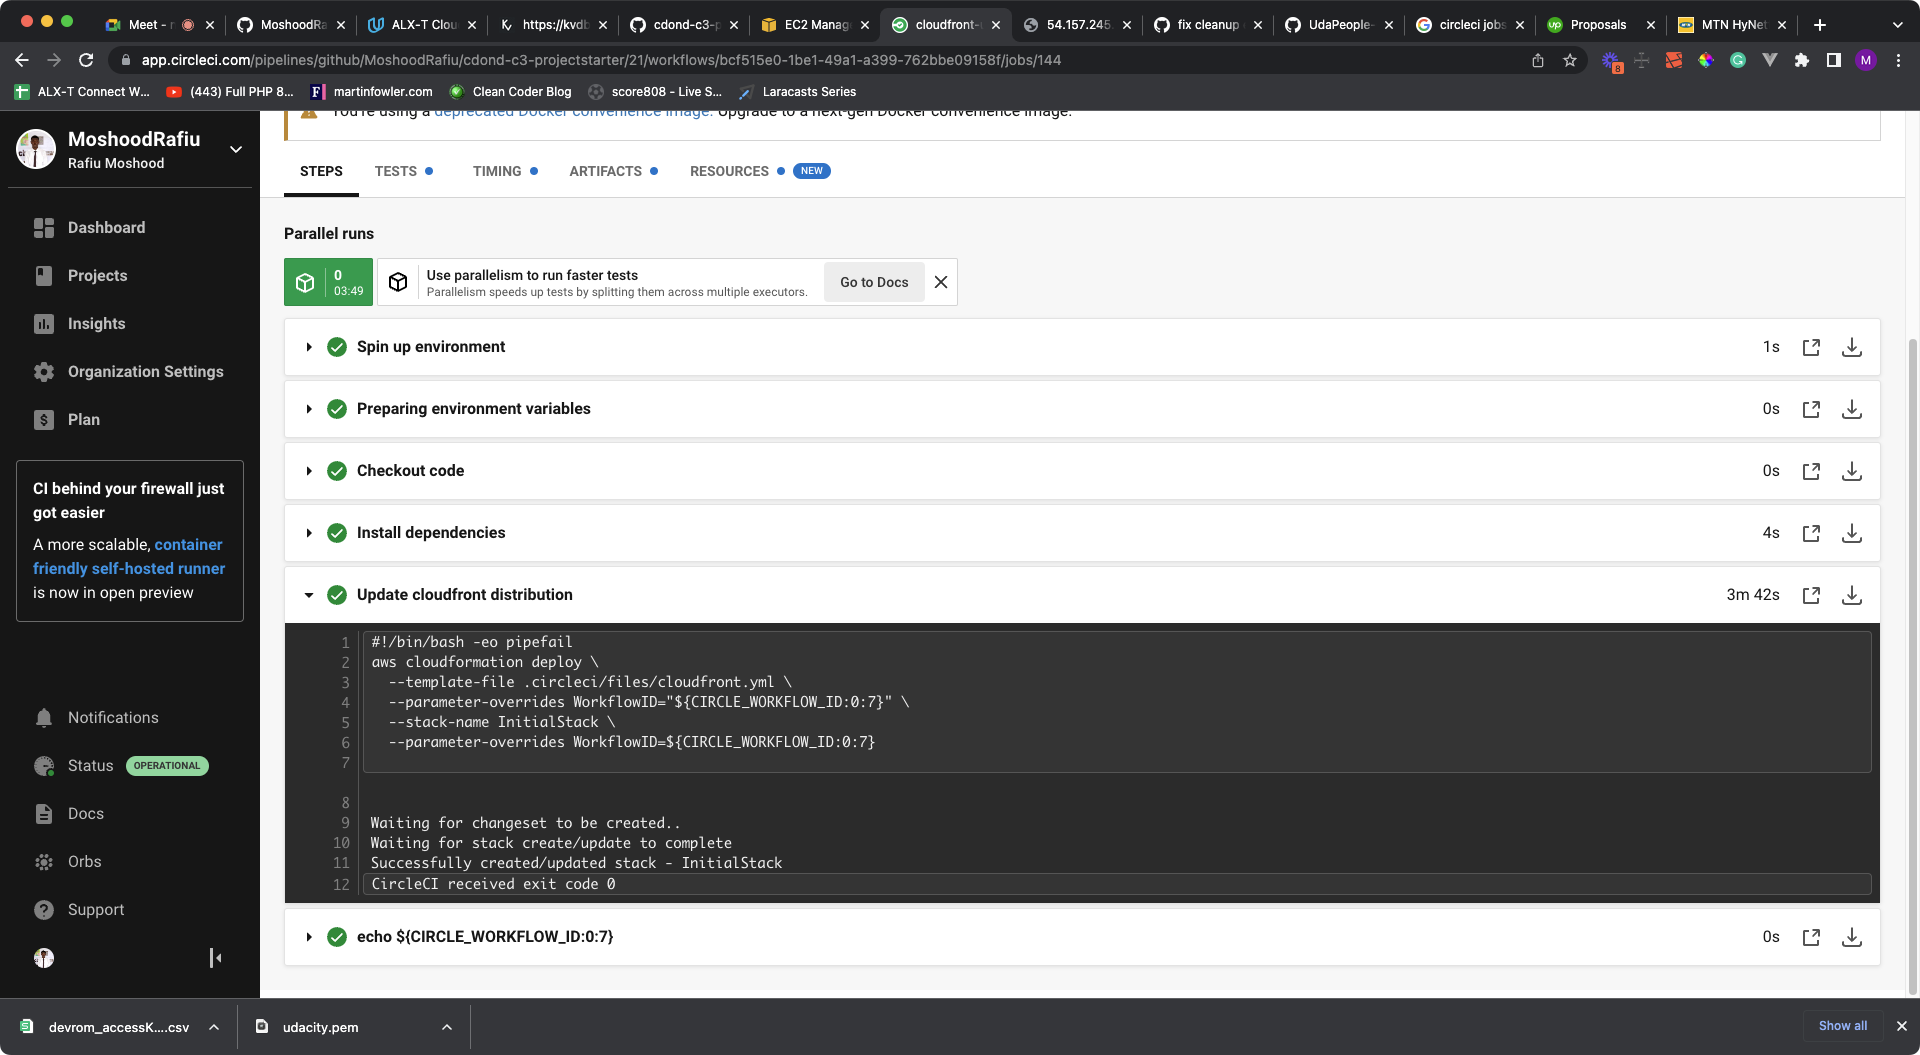 Meet - r
MoshoodRa
ALX-T Clou
https://kvdb
cdond-c3-p
EC2 Manag
cloudfront-
54.157.245.
fix cleanup
UdaPeople-
circleci jobs
Proposals
MTN HyNet
app.circleci.com/pipelines/github/MoshoodRafiu/cdond-c3-projectstarter/21/workflows/bcf515e0-1be1-49a1-a399-762bbe09158f/jobs/144
8
M
ALX-T Connect W...
(443) Full PHP 8...
martinfowler.com
Clean Coder Blog
score808 - Live S...
Laracasts Series
MoshoodRafiu
Rafiu Moshood
Dashboard
Projects
Insights
Organization Settings
Plan
CI behind your firewall just
got easier
A more scalable, container
friendly self-hosted runner
is now in open preview
Notifications
Status OPERATIONAL
Docs
Orbs
Support
You're using a deprecated Docker convenience image. Upgrade to a next-gen Docker convenience image.
STEPS TESTS TIMING ARTIFACTS RESOURCES NEW
Parallel runs
0
03:49
Use parallelism to run faster tests
Parallelism speeds up tests by splitting them across multiple executors.
Go to Docs
Spin up environment 1s
Preparing environment variables 0s
Checkout code 0s
Install dependencies 4s
Update cloudfront distribution 3m 42s
1 #!/bin/bash -eo pipefail
2 aws cloudformation deploy \
3 --template-file .circleci/files/cloudfront.yml \
4 --parameter-overrides WorkflowID="${CIRCLE_WORKFLOW_ID:0:7}" \
5 --stack-name InitialStack \
6 --parameter-overrides WorkflowID=${CIRCLE_WORKFLOW_ID:0:7}
7
8
9 Waiting for changeset to be created..
10 Waiting for stack create/update to complete
11 Successfully created/updated stack - InitialStack
12 CircleCI received exit code 0
echo ${CIRCLE_WORKFLOW_ID:0:7} 0s
devrom_accessK....csv
udacity.pem
Show all